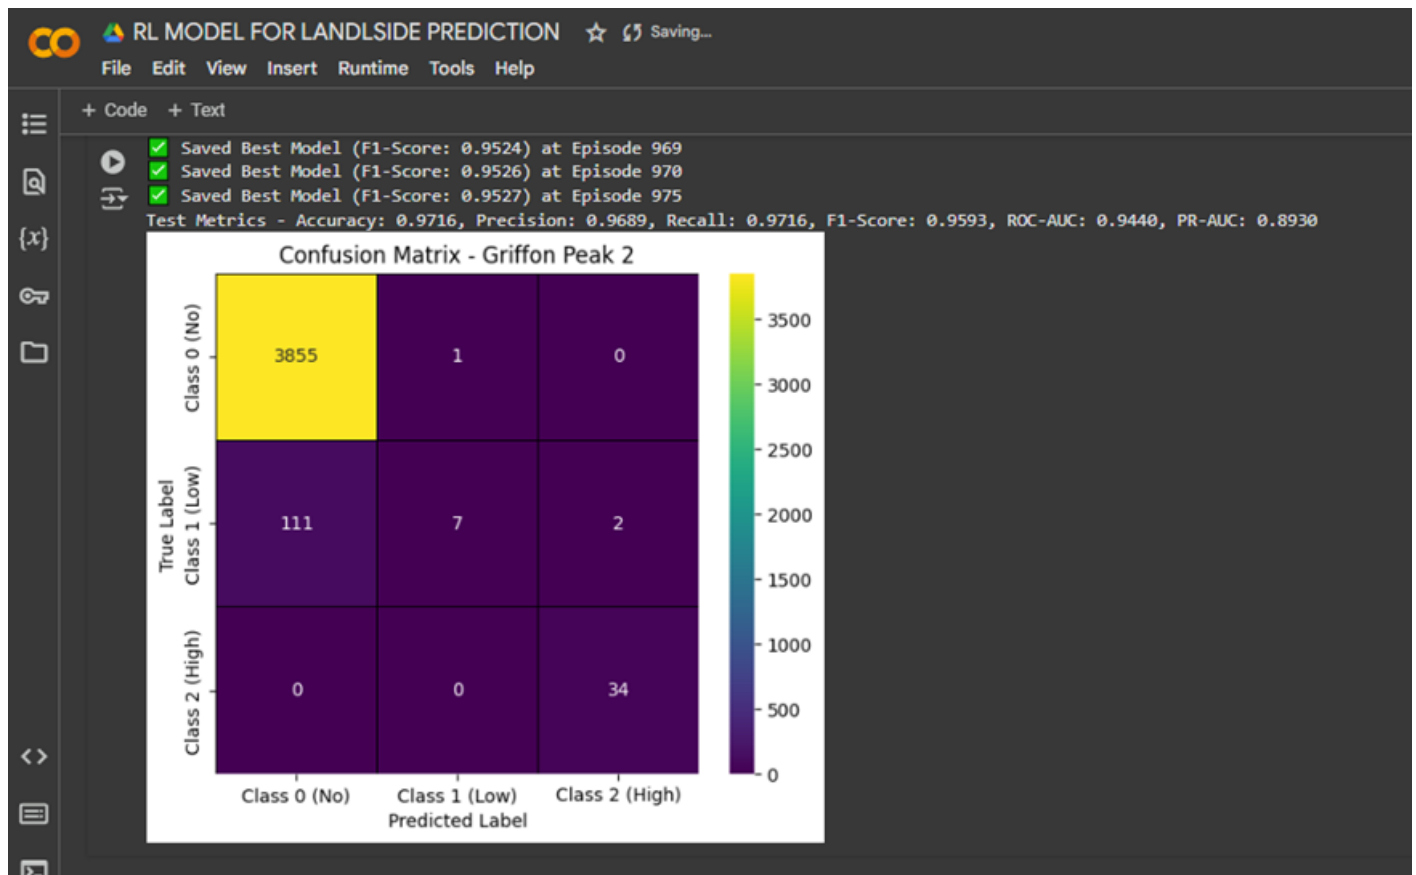 RL MODEL FOR LANDLSIDE PREDICTION Saving...
File Edit View Insert Runtime Tools Help
+ Code + Text
Saved Best Model (F1-Score: 0.9524) at Episode 969
Saved Best Model (F1-Score: 0.9526) at Episode 970
Saved Best Model (F1-Score: 0.9527) at Episode 975
Test Metrics - Accuracy: 0.9716, Precision: 0.9689, Recall: 0.9716, F1-Score: 0.9593, ROC-AUC: 0.9440, PR-AUC: 0.8930
{x}
Confusion Matrix - Griffon Peak 2
True Label
Class 0 (No)
3855 1 0
Class 1 (Low)
111 7 2
Class 2 (High)
0 0 34
Class 0 (No) Class 1 (Low) Class 2 (High)
Predicted Label
3500
3000
2500
2000
1500
1000
500
0